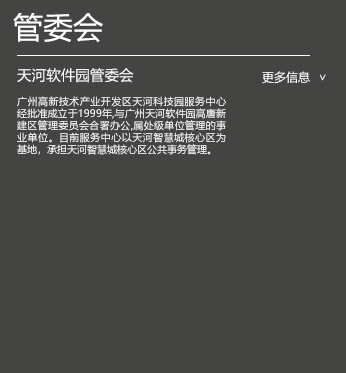 管委会
天河软件园管委会
更多信息
广州高新技术产业开发区天河科技园服务中心
经批准成立于1999年,与广州天河软件园高唐新
建区管理委员会合署办公,属处级单位管理的事
业单位。目前服务中心以天河智慧城核心区为
基地，承担天河智慧城核心区公共事务管理。